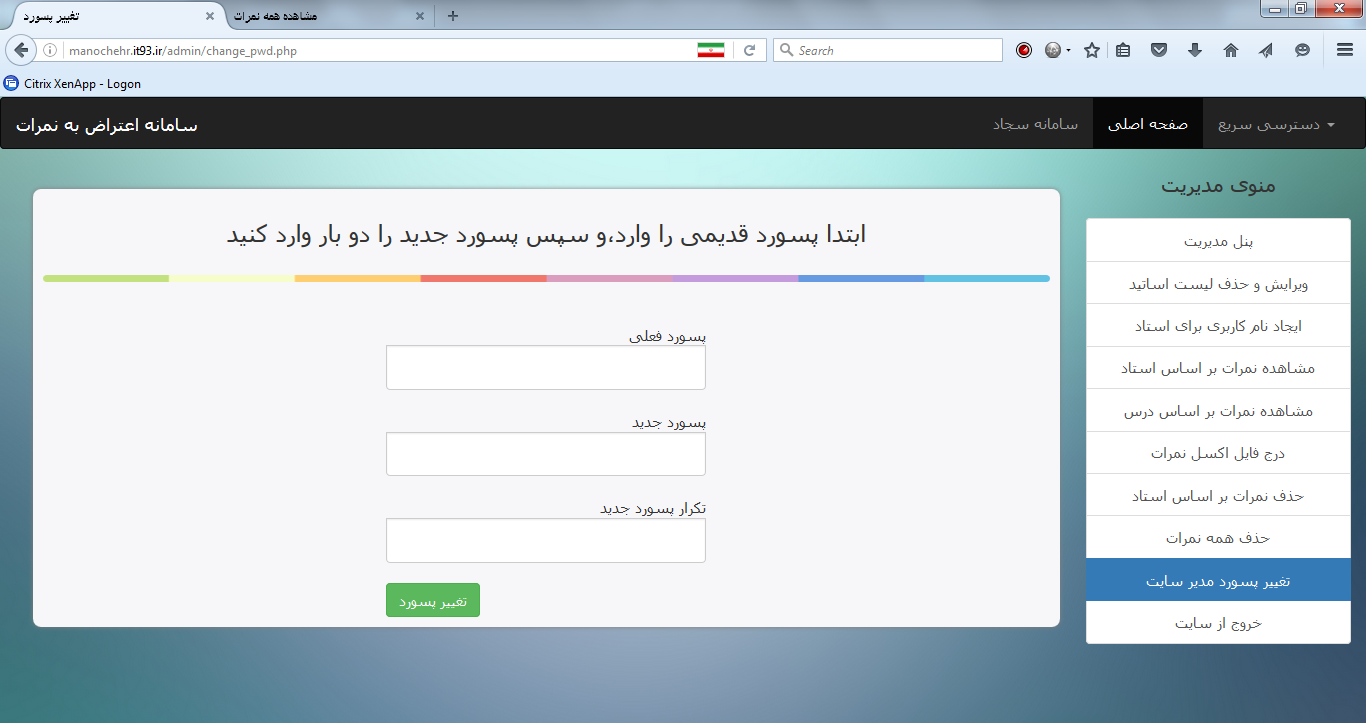 تغییر پسورد
مشاهده همه نمرات
manochehr.it93.ir/admin/change_pwd.php
Search
Citrix XenApp - Logon
سامانه اعتراض به نمرات
سامانه سجاد
صفحه اصلی
دسترسی سریع
منوی مدیریت
پنل مدیریت
ویرایش و حذف لیست اساتید
ایجاد نام کاربری برای استاد
مشاهده نمرات بر اساس استاد
مشاهده نمرات بر اساس درس
درج فایل اکسل نمرات
حذف نمرات بر اساس استاد
حذف همه نمرات
تغییر پسورد مدیر سایت
خروج از سایت
ابتدا پسورد قدیمی را وارد،و سپس پسورد جدید را دو بار وارد کنید
پسورد فعلی
پسورد جدید
تکرار پسورد جدید
تغییر پسورد